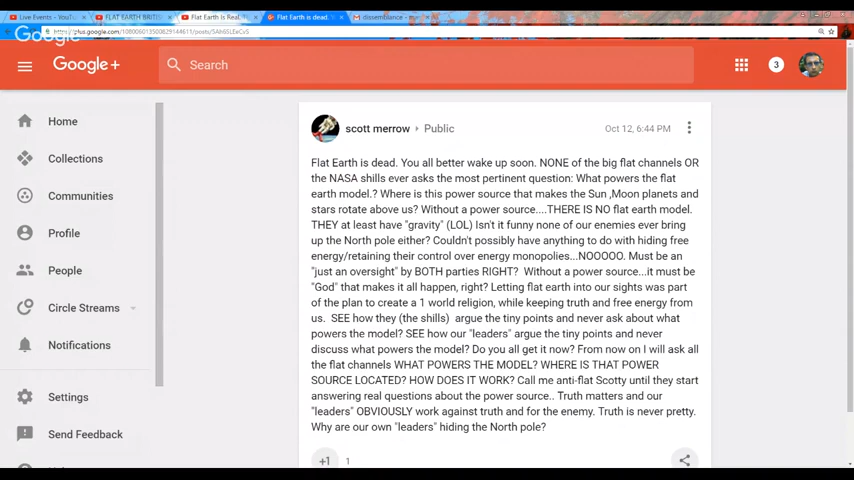 Live Events - YouT
FLAT EARTH BRITI
Flat Earth is Real.
Flat Earth is dead.
dissemblance - ma
Google
Google+
Search
3
Home
Collections
Communities
Profile
People
Circle Streams
Notifications
Settings
Send Feedback
scott merrow
Public
Oct 12, 6:44 PM
Flat Earth is dead. You all better wake up soon. NONE of the big flat channels OR
the NASA shills ever asks the most pertinent question: What powers the flat
earth model.? Where is this power source that makes the Sun ,Moon planets and
stars rotate above us? Without a power source....THERE IS NO flat earth model.
THEY at least have "gravity" (LOL) Isn't it funny none of our enemies ever bring
up the North pole either? Couldn't possibly have anything to do with hiding free
energy/retaining their control over energy monopolies...NOOOOO. Must be an
"just an oversight" by BOTH parties RIGHT?  Without a power source...it must be
"God" that makes it all happen, right? Letting flat earth into our sights was part
of the plan to create a 1 world religion, while keeping truth and free energy from
us.  SEE how they (the shills)  argue the tiny points and never ask about what
powers the model? SEE how our "leaders" argue the tiny points and never
discuss what powers the model? Do you all get it now? From now on I will ask all
the flat channels WHAT POWERS THE MODEL? WHERE IS THAT POWER
SOURCE LOCATED? HOW DOES IT WORK? Call me anti-flat Scotty until they start
answering real questions about the power source.. Truth matters and our
"leaders" OBVIOUSLY work against truth and for the enemy. Truth is never pretty.
Why are our own "leaders" hiding the North pole?
+1
1